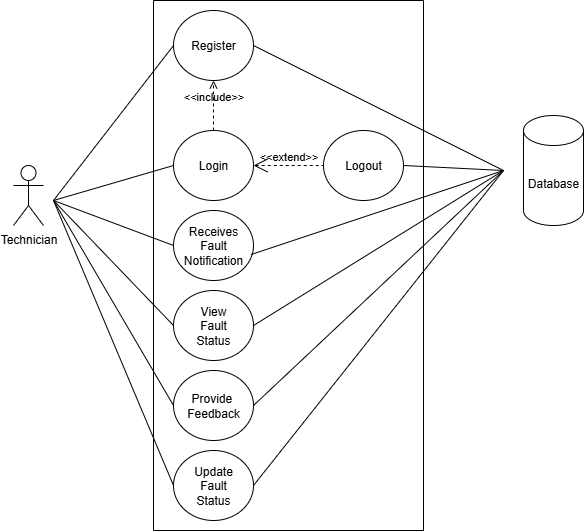 Register
<<include>>
Login
<<extend>>
Logout
Database
Technician
Receives
Fault
Notification
View
Fault
Status
Provide
Feedback
Update
Fault
Status